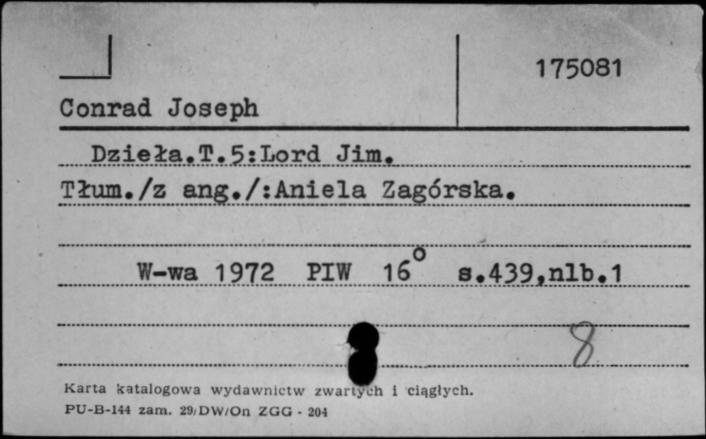 175081
Conrad Joseph
Dzieła.T.5:Lord Jim.
Tłum./z ang./:Aniela Zagórska.
W-wa 1972 PIW 16° s.439,nlb.1
8
Karta katalogowa wydawnictw zwartych i ciągłych.
PU-B-144 zam. 29/DW/On ZGG - 204